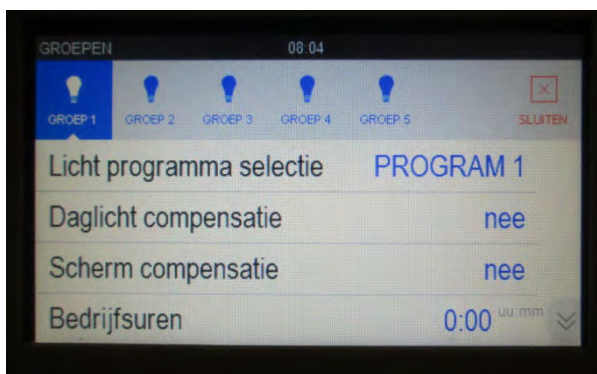 GROEPEN 08:04
GROEP 1 GROEP 2 GROEP 3 GROEP 4 GROEP 5 SLUITEN
Licht programma selectie PROGRAM 1
Daglicht compensatie nee
Scherm compensatie nee
Bedrijfsuren 0:00 uu:mm